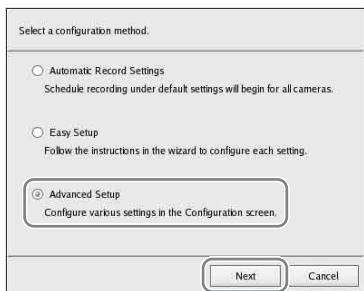 Select a configuration method.
Automatic Record Settings
Schedule recording under default settings will begin for all cameras.
Easy Setup
Follow the instructions in the wizard to configure each setting.
Advanced Setup
Configure various settings in the Configuration screen.
Next Cancel